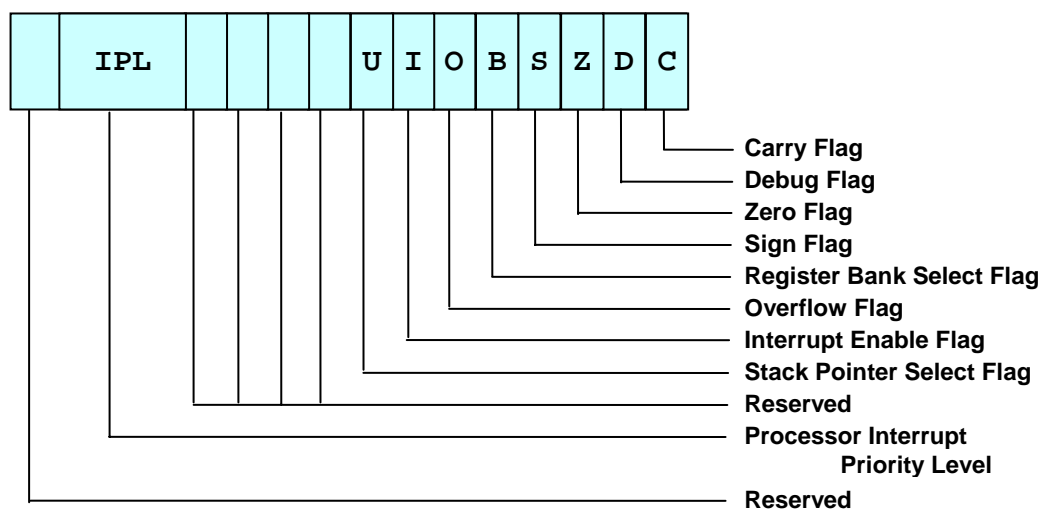 IPL U I O B S Z D C
Carry Flag
Debug Flag
Zero Flag
Sign Flag
Register Bank Select Flag
Overflow Flag
Interrupt Enable Flag
Stack Pointer Select Flag
Reserved
Processor Interrupt
Priority Level
Reserved